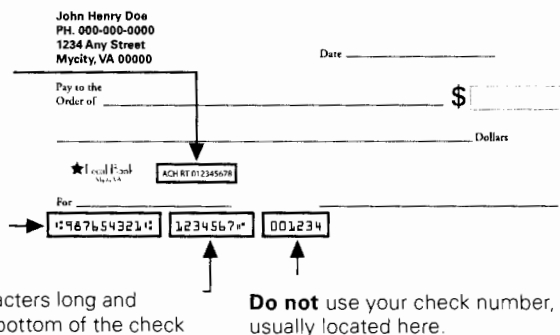 John Henry Doe
PH. 000-000-0000
1234 Any Street
Mycity, VA 00000
Date
Pay to the
Order of
$
Dollars
Local Bank
ACH RT 012345678
For
⑆987654321⑆ 1234567⑈ 001234
acters long and
bottom of the check
Do not use your check number,
usually located here.